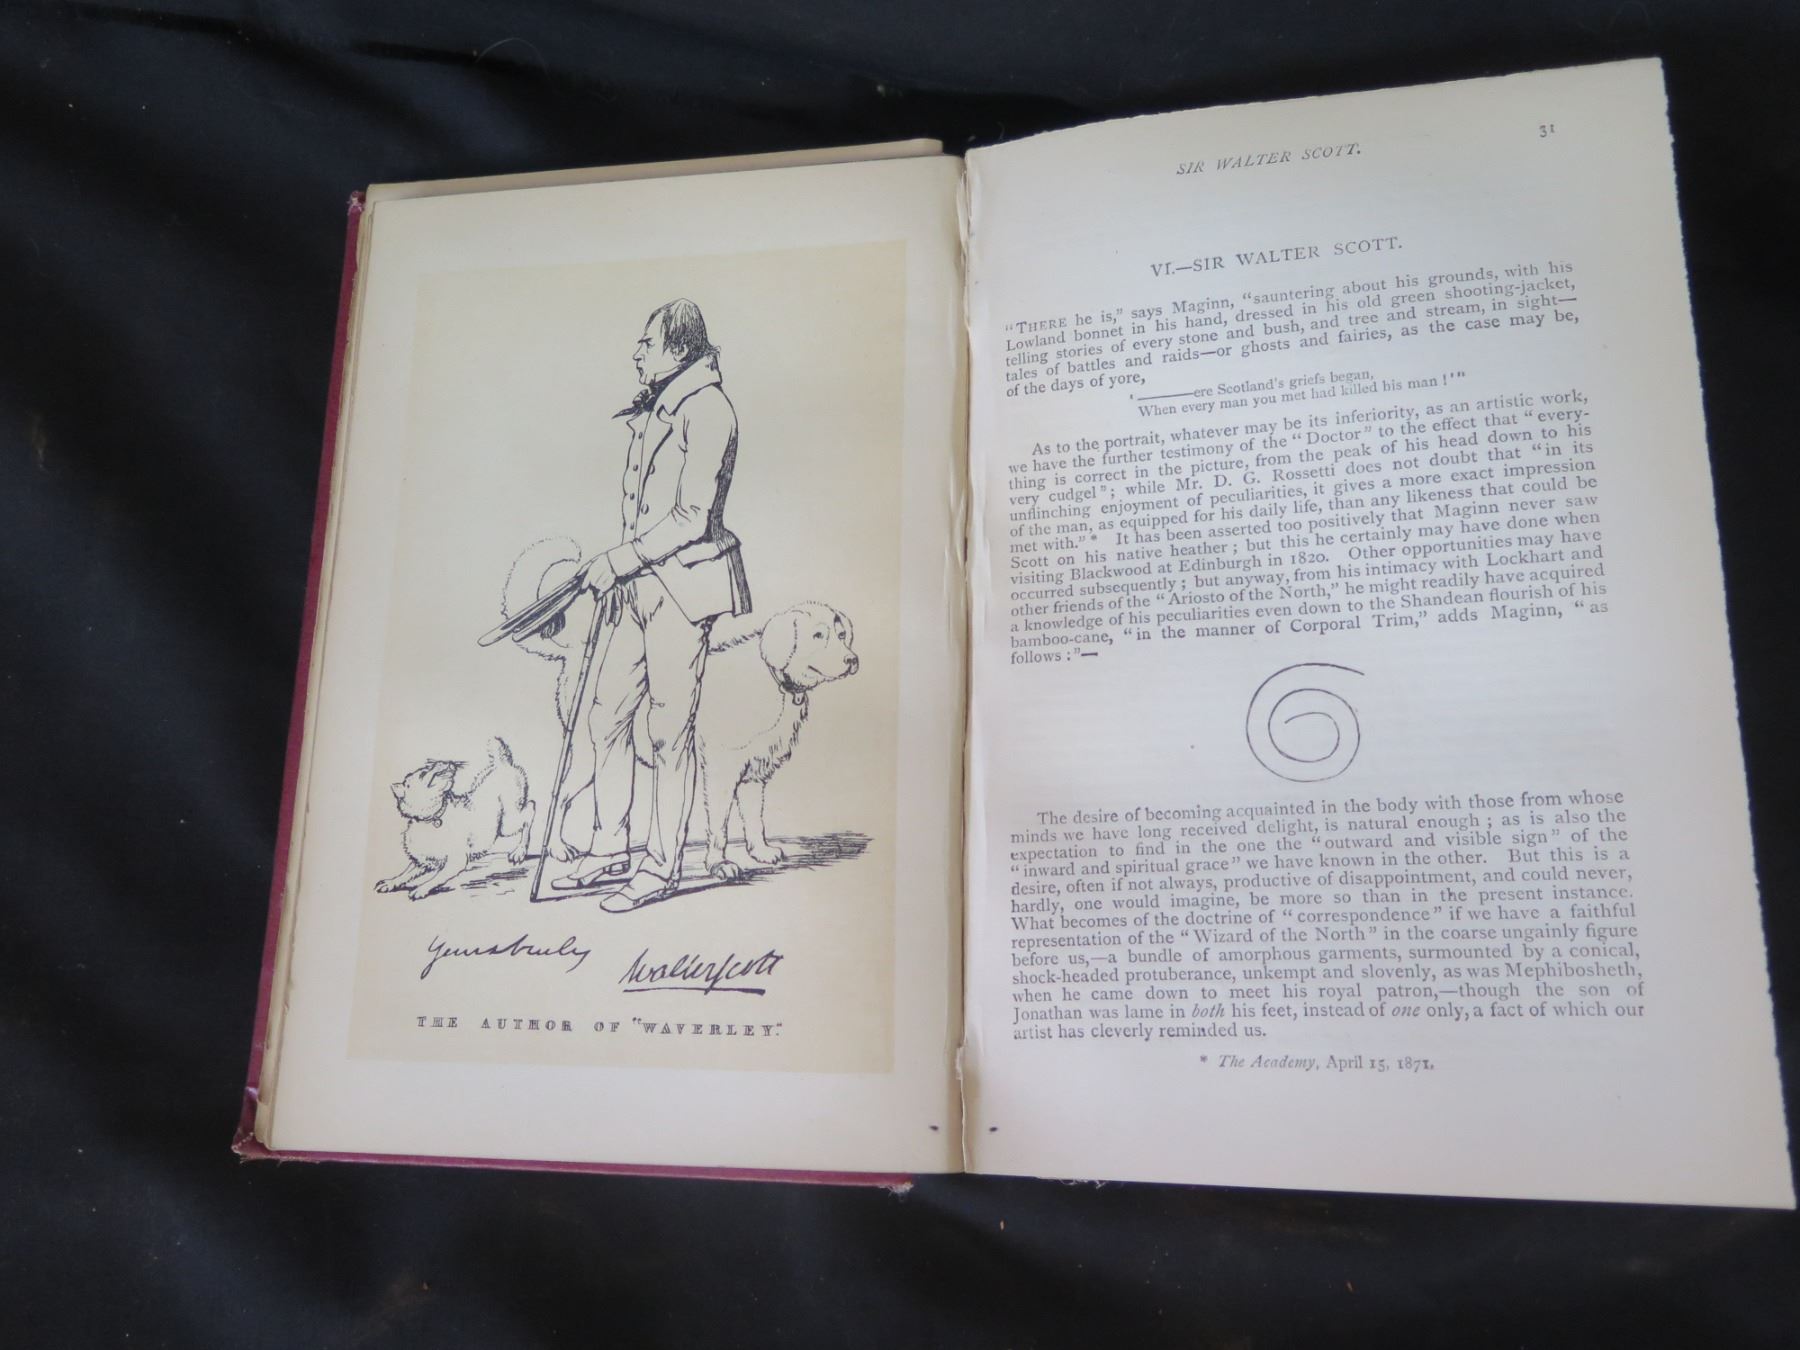 Yours truly Walter Scott
THE AUTHOR OF "WAVERLEY".
SIR WALTER SCOTT.
31
VI.—SIR WALTER SCOTT.
"THERE he is," says Maginn, "sauntering about his grounds, with his
Lowland bonnet in his hand, dressed in his old green shooting-jacket,
telling stories of every stone and bush, and tree and stream, in sight—
tales of battles and raids—or ghosts and fairies, as the case may be,
of the days of yore,
'———ere Scotland's griefs began,
When every man you met had killed his man!'"
As to the portrait, whatever may be its inferiority, as an artistic work,
we have the further testimony of the "Doctor" to the effect that "every-
thing is correct in the picture, from the peak of his head down to his
very cudgel"; while Mr. D. G. Rossetti does not doubt that "in its
unflinching enjoyment of peculiarities, it gives a more exact impression
of the man, as equipped for his daily life, than any likeness that could be
met with."* It has been asserted too positively that Maginn never saw
Scott on his native heather; but this he certainly may have done when
visiting Blackwood at Edinburgh in 1820. Other opportunities may have
occurred subsequently; but anyway, from his intimacy with Lockhart and
other friends of the "Ariosto of the North," he might readily have acquired
a knowledge of his peculiarities even down to the Shandean flourish of his
bamboo-cane, "in the manner of Corporal Trim," adds Maginn, "as
follows:"—
The desire of becoming acquainted in the body with those from whose
minds we have long received delight, is natural enough; as is also the
expectation to find in the one the "outward and visible sign" of the
"inward and spiritual grace" we have known in the other. But this is a
desire, often if not always, productive of disappointment, and could never,
hardly, one would imagine, be more so than in the present instance.
What becomes of the doctrine of "correspondence" if we have a faithful
representation of the "Wizard of the North" in the coarse ungainly figure
before us,—a bundle of amorphous garments, surmounted by a conical,
shock-headed protuberance, unkempt and slovenly, as was Mephibosheth,
when he came down to meet his royal patron,—though the son of
Jonathan was lame in both his feet, instead of one only, a fact of which our
artist has cleverly reminded us.
* The Academy, April 15, 1871.